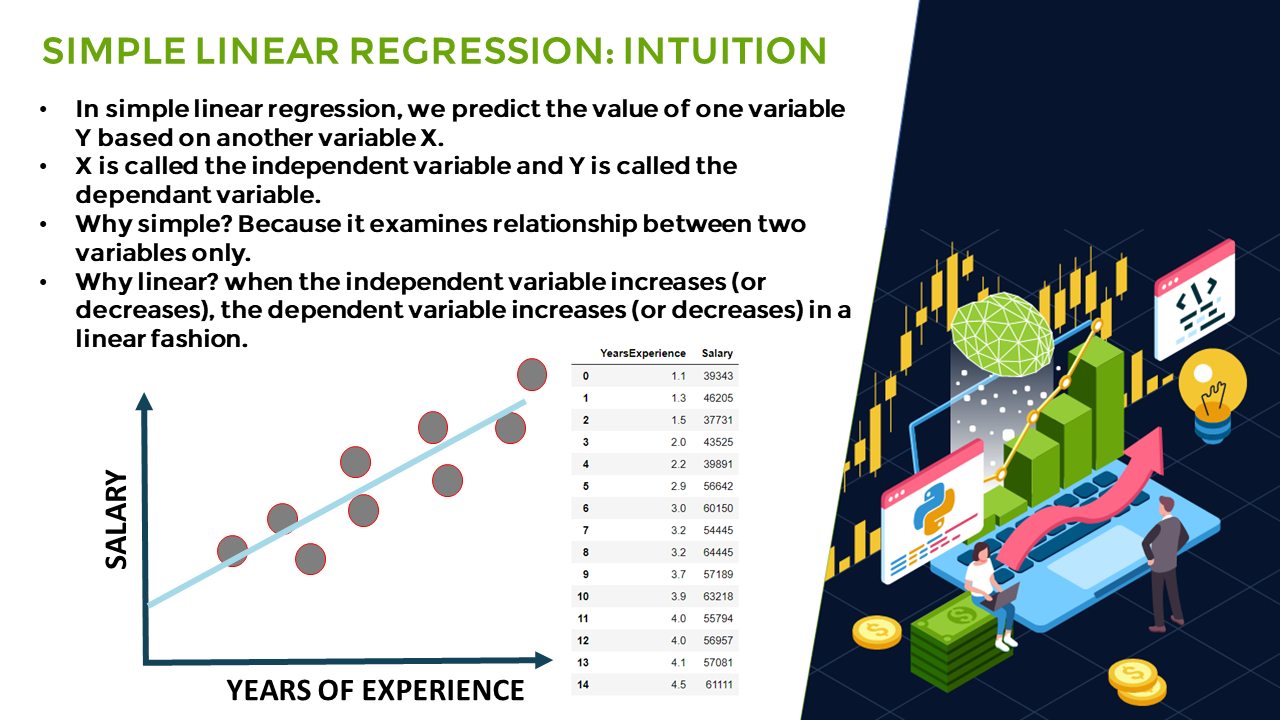 SIMPLE LINEAR REGRESSION: INTUITION
• In simple linear regression, we predict the value of one variable
Y based on another variable X.
• X is called the independent variable and Y is called the
dependant variable.
• Why simple? Because it examines relationship between two
variables only.
• Why linear? when the independent variable increases (or
decreases), the dependent variable increases (or decreases) in a
linear fashion.
SALARY
YEARS OF EXPERIENCE
YearsExperience Salary
0 1.1 39343
1 1.3 46205
2 1.5 37731
3 2.0 43525
4 2.2 39891
5 2.9 56642
6 3.0 60150
7 3.2 54445
8 3.2 64445
9 3.7 57189
10 3.9 63218
11 4.0 55794
12 4.0 56957
13 4.1 57081
14 4.5 61111